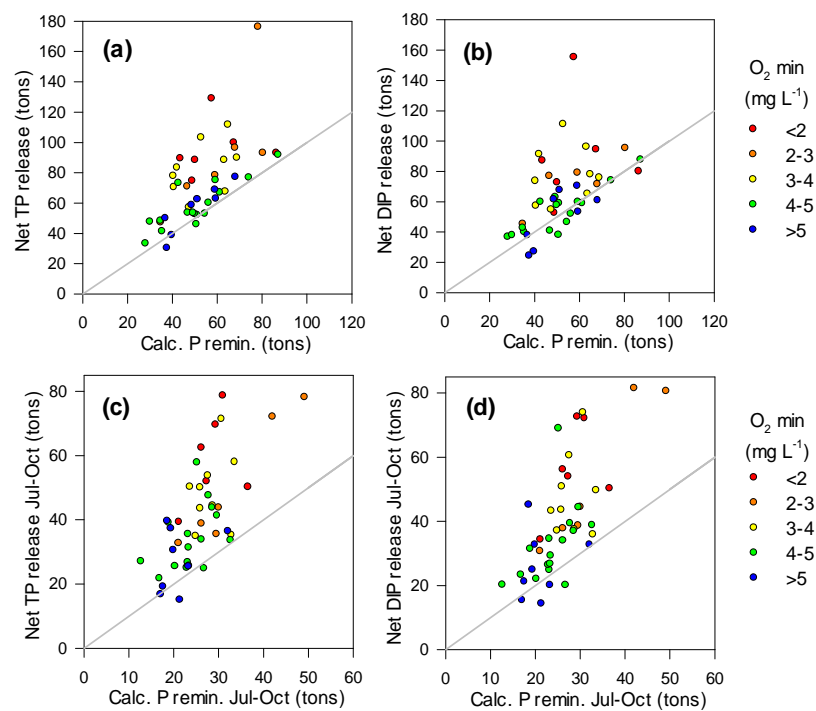 (a)
Net TP release (tons)
180
160
140
120
100
80
60
40
20
0
0 20 40 60 80 100 120
Calc. P remin. (tons)
(b)
Net DIP release (tons)
180
160
140
120
100
80
60
40
20
0
0 20 40 60 80 100 120
Calc. P remin. (tons)
O₂ min
(mg L⁻¹)
<2
2-3
3-4
4-5
>5
(c)
Net TP release Jul-Oct (tons)
80
60
40
20
0
0 10 20 30 40 50 60
Calc. P remin. Jul-Oct (tons)
(d)
Net DIP release Jul-Oct (tons)
80
60
40
20
0
0 10 20 30 40 50 60
Calc. P remin. Jul-Oct (tons)
O₂ min
(mg L⁻¹)
<2
2-3
3-4
4-5
>5